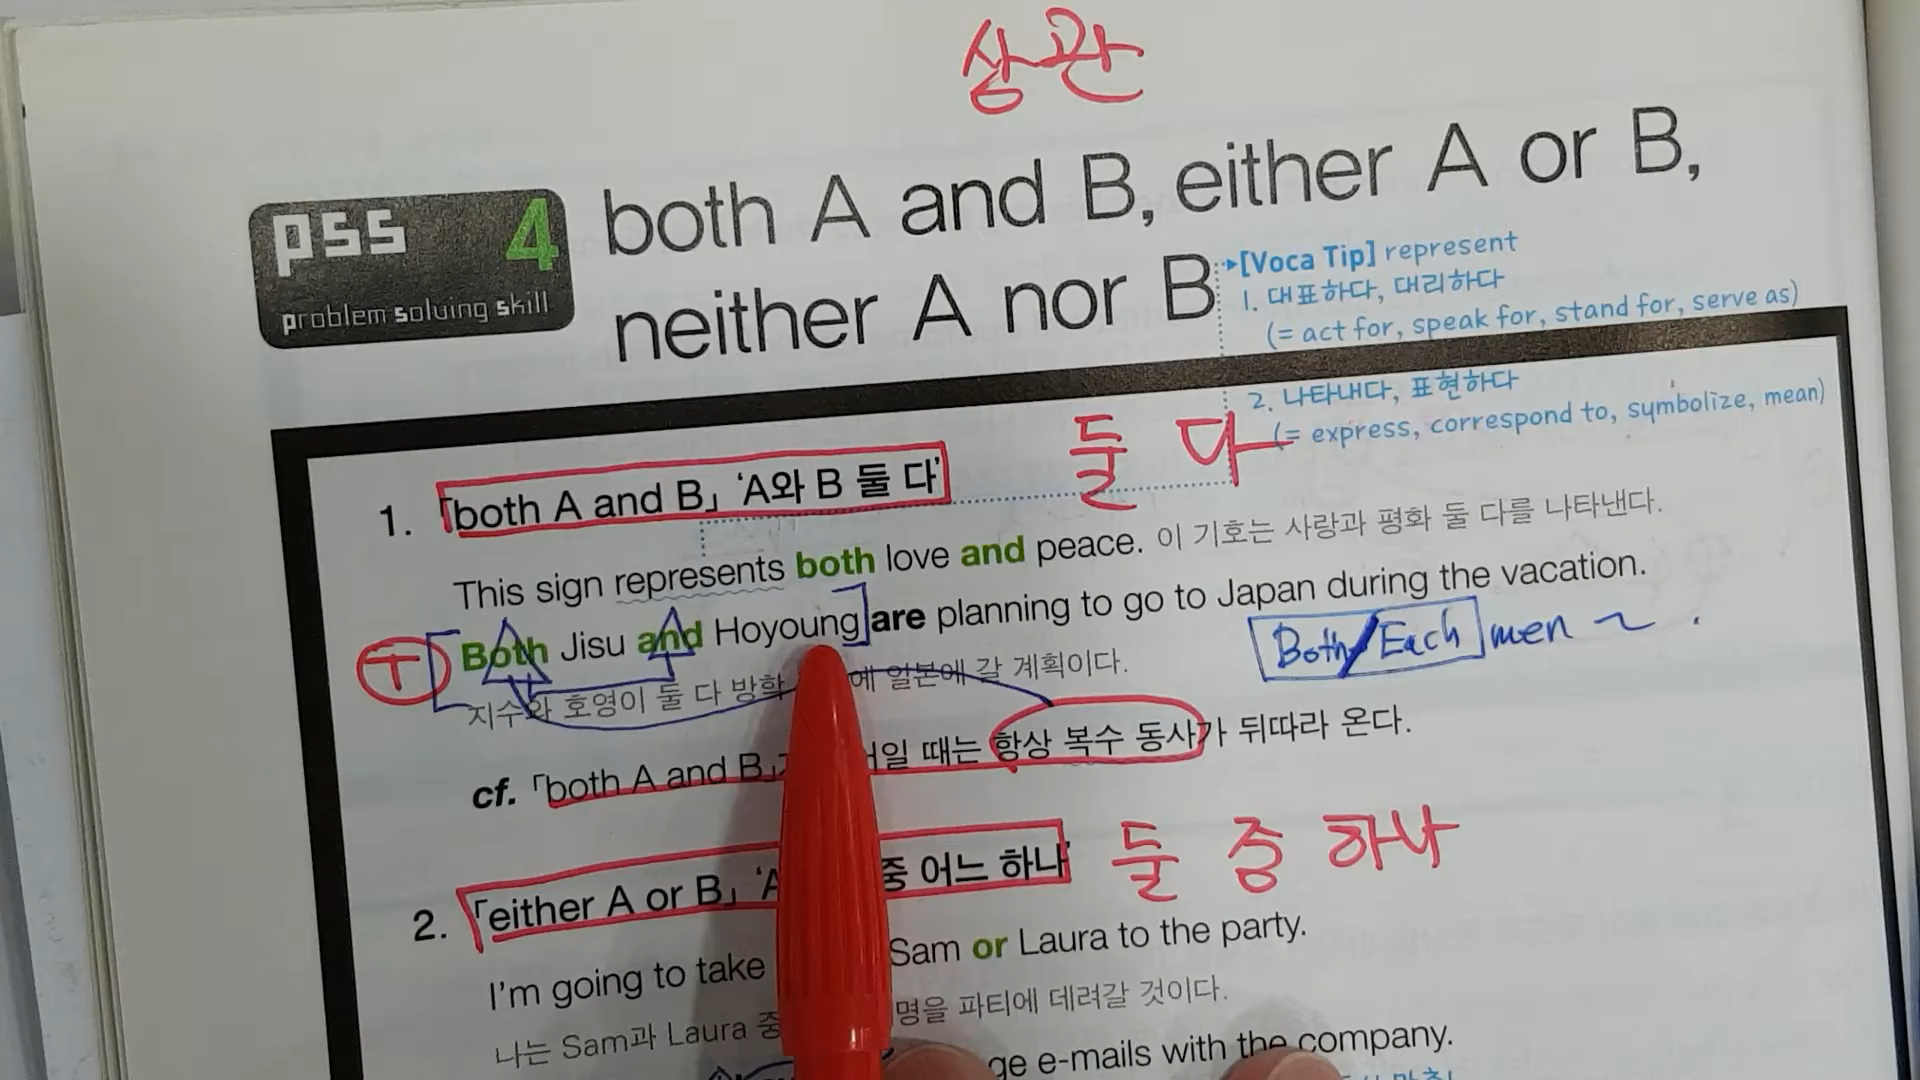 상관
PSS 4
problem solving skill
both A and B, either A or B,
neither A nor B
[Voca Tip] represent
1. 대표하다, 대리하다
(= act for, speak for, stand for, serve as)
2. 나타내다, 표현하다
(= express, correspond to, symbolize, mean)
1. 「both A and B」 ‘A와 B 둘 다’
둘 다
This sign represents both love and peace. 이 기호는 사랑과 평화 둘 다를 나타낸다.
Both Jisu and Hoyoung are planning to go to Japan during the vacation.
Both/Each men ~ .
지수와 호영이 둘 다 방학 에 일본에 갈 계획이다.
cf. 「both A and B」 일 때는 항상 복수 동사가 뒤따라 온다.
2. 「either A or B」 ‘A 중 어느 하나’
둘 중 하나
I'm going to take Sam or Laura to the party.
나는 Sam과 Laura 중 명을 파티에 데려갈 것이다.
e-mails with the company.